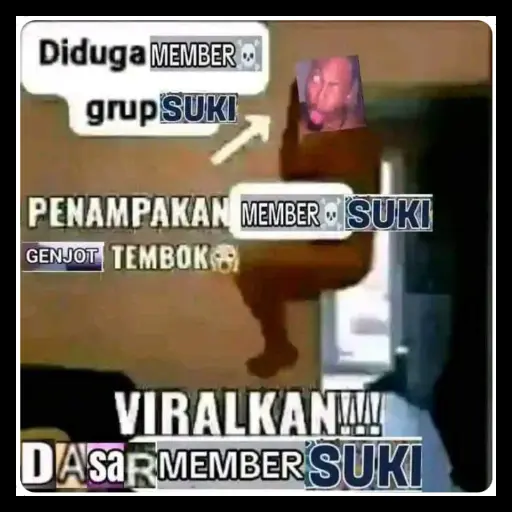 Diduga MEMBER☠️
grup SUKI
PENAMPAKAN MEMBER☠️ SUKI
GENJOT TEMBOK😱
VIRALKAN!!!
DAsaR MEMBER SUKI